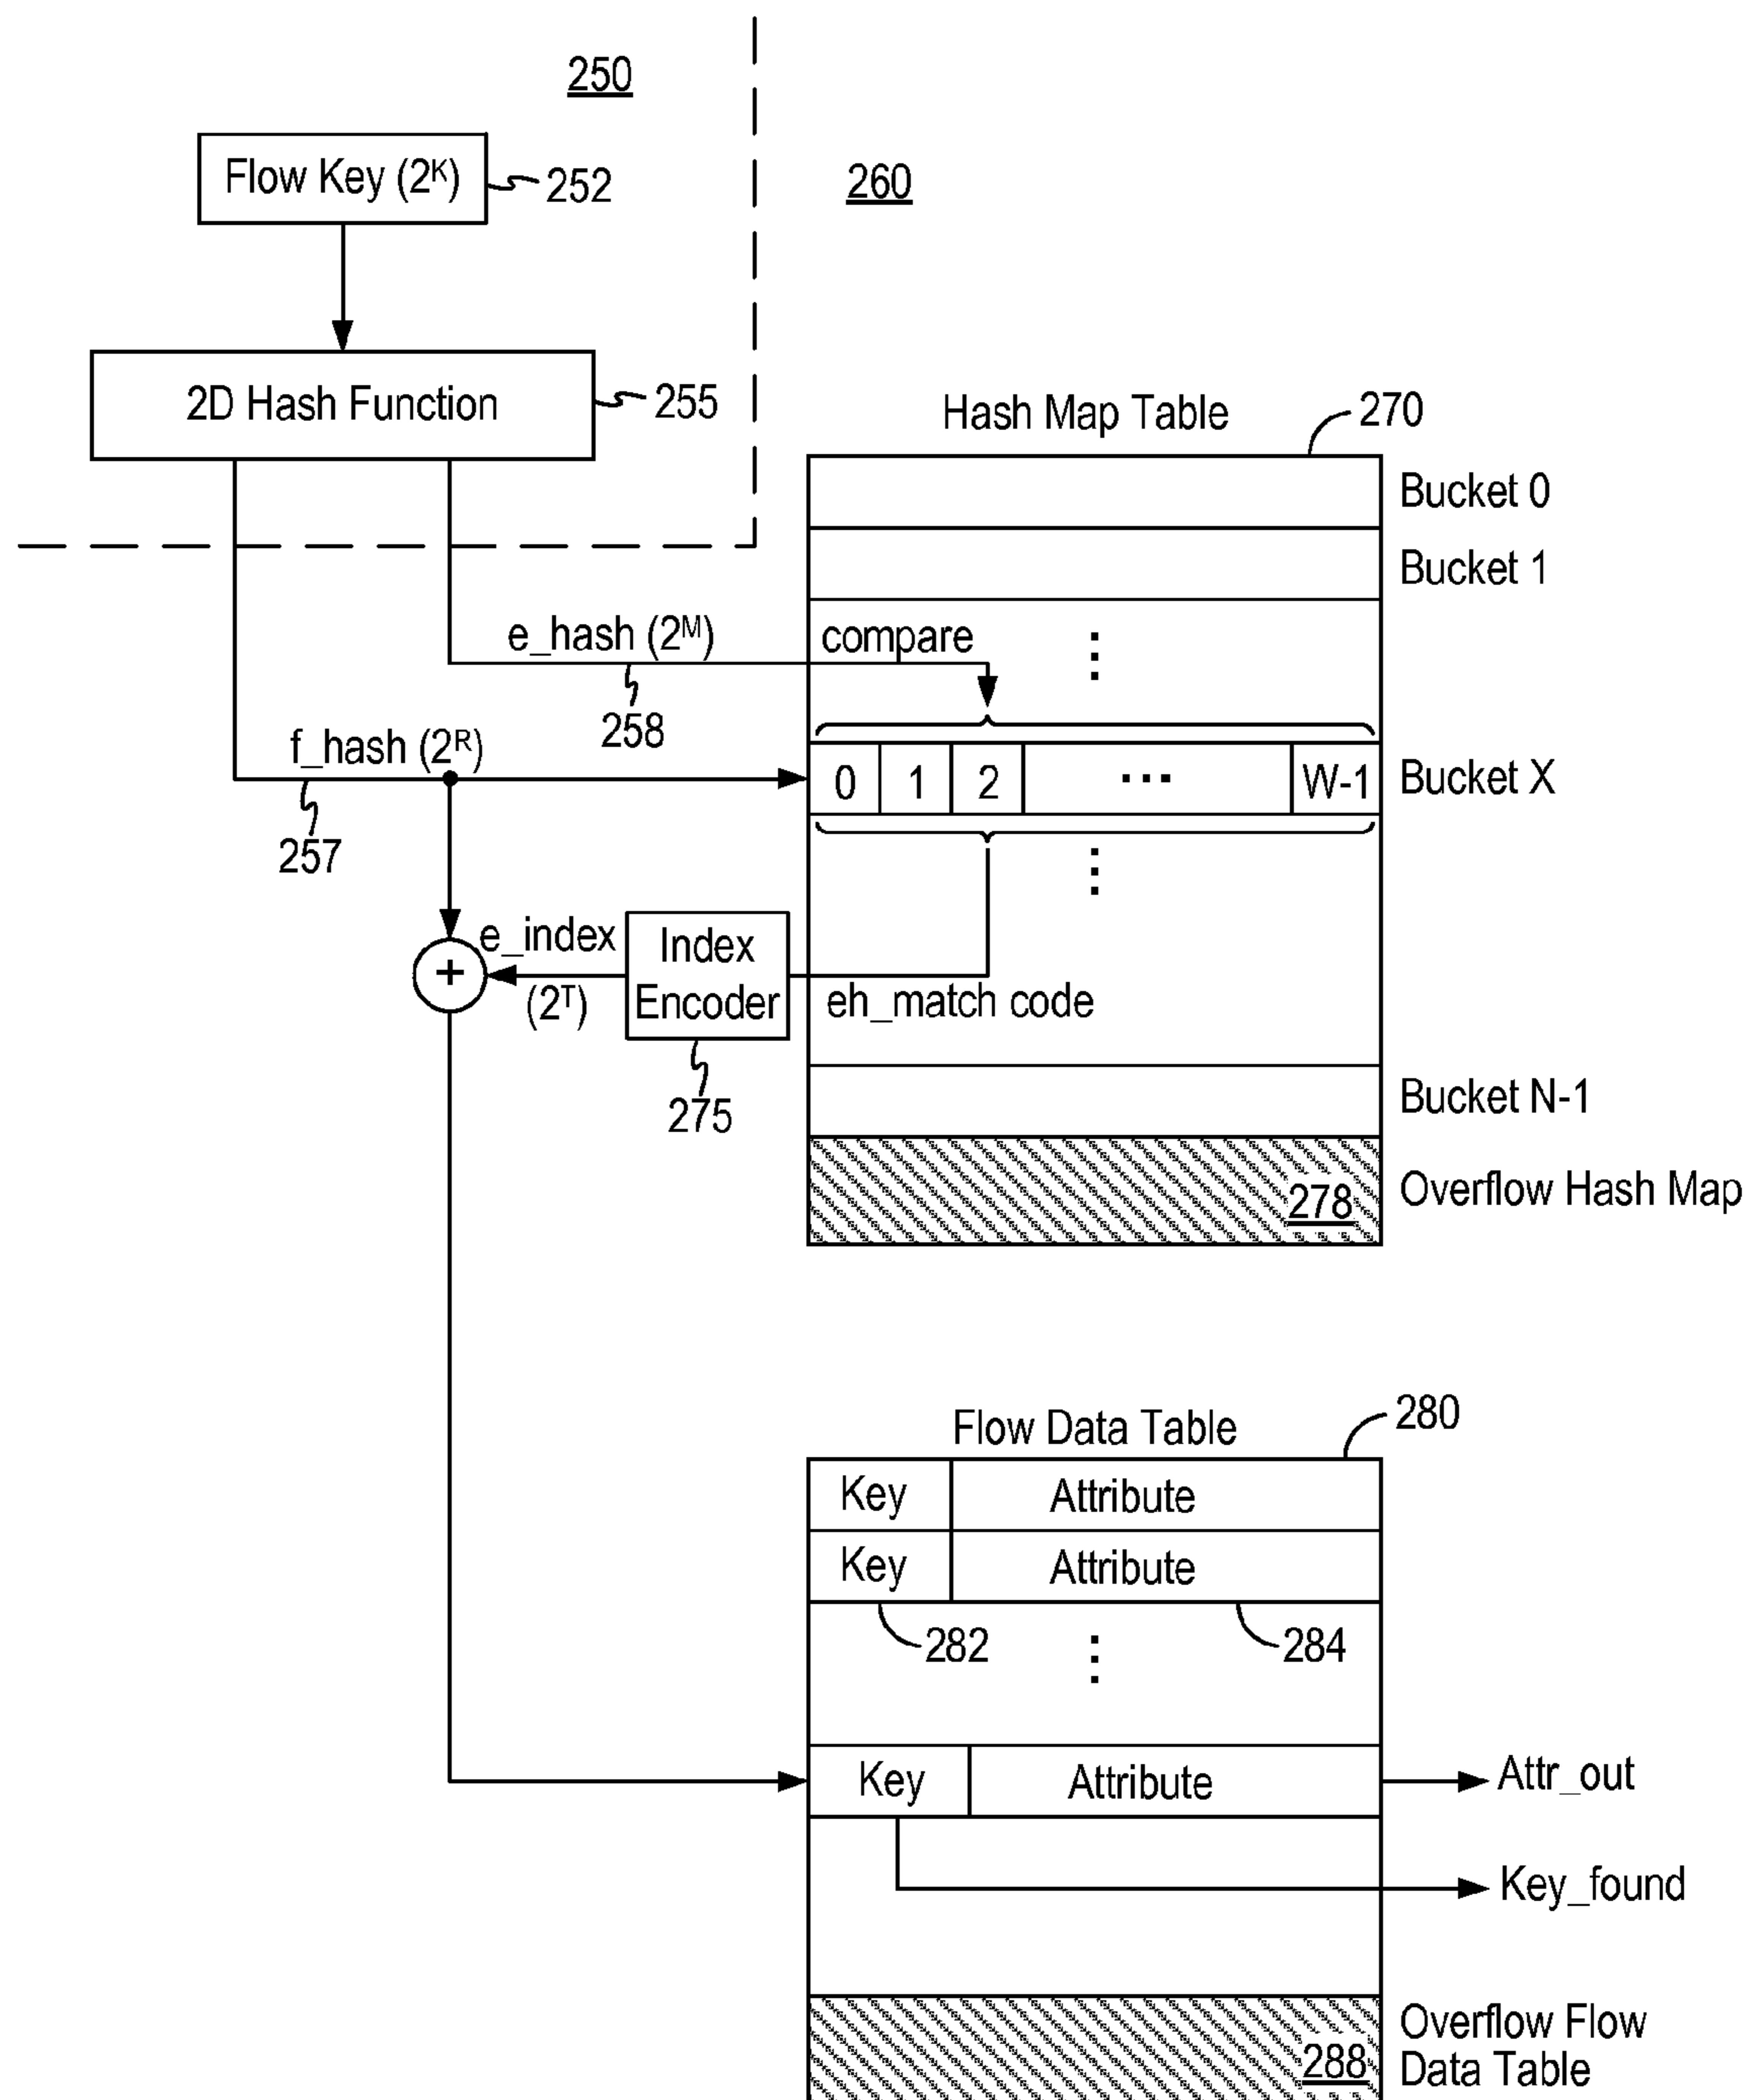 250
Flow Key (2ᴷ)
252
260
2D Hash Function
255
Hash Map Table
270
Bucket 0
Bucket 1
e_hash (2ᴹ)
compare
⋮
258
f_hash (2ᴿ)
0 1 2 ... W-1
Bucket X
257
⋮
e_index
(2ᵀ)
+
Index
Encoder
eh_match code
275
Bucket N-1
278
Overflow Hash Map
Flow Data Table
280
Key Attribute
Key Attribute
282
284
⋮
Key Attribute
Attr_out
Key_found
288
Overflow Flow
Data Table